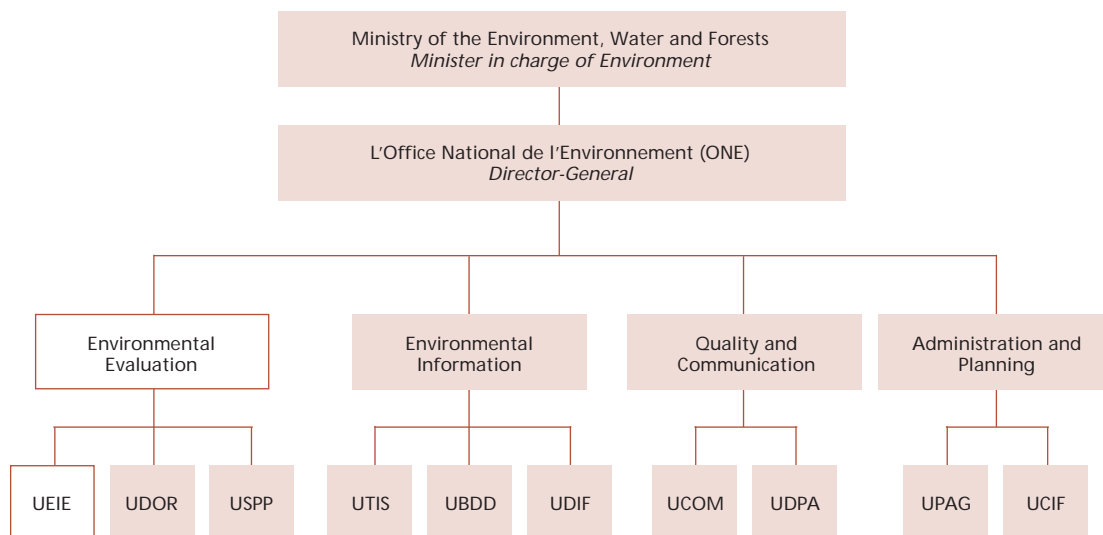 Ministry of the Environment, Water and Forests
Minister in charge of Environment
L'Office National de l'Environnement (ONE)
Director-General
Environmental
Evaluation
Environmental
Information
Quality and
Communication
Administration and
Planning
UEIE
UDOR
USPP
UTIS
UBDD
UDIF
UCOM
UDPA
UPAG
UCIF